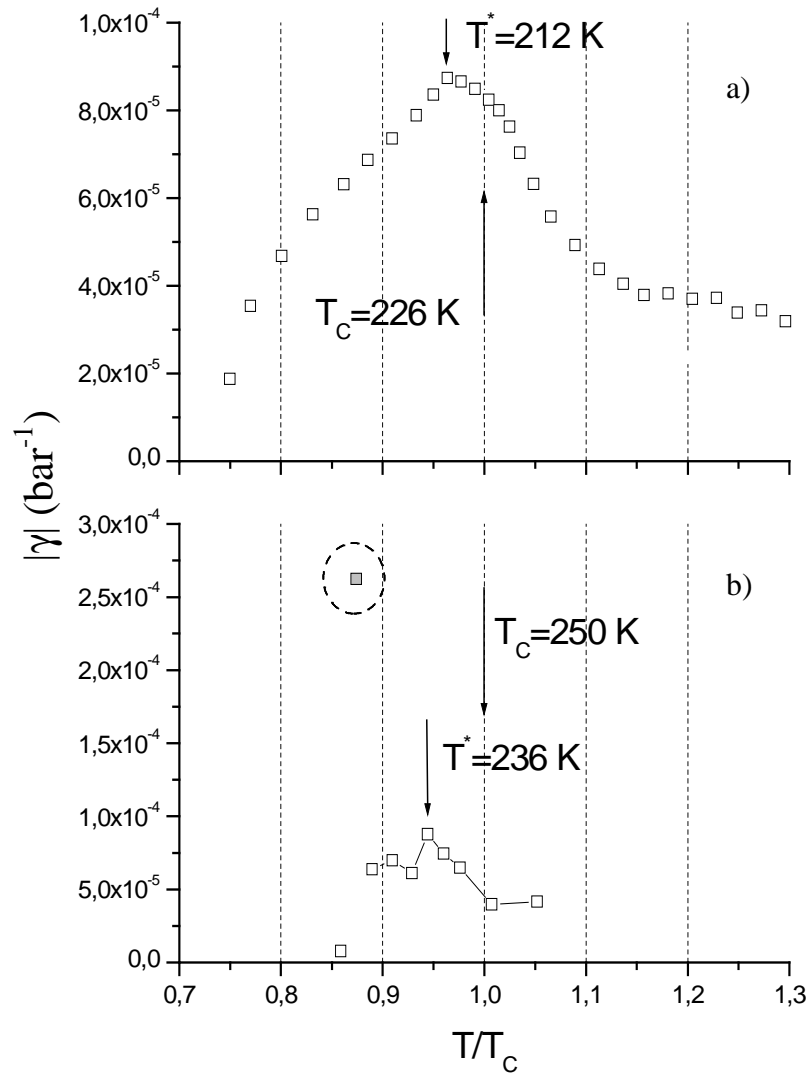 1,0x10⁻⁴
8,0x10⁻⁵
6,0x10⁻⁵
4,0x10⁻⁵
2,0x10⁻⁵
0,0
T*=212 K
a)
T_C=226 K
|γ| (bar⁻¹)
3,0x10⁻⁴
2,5x10⁻⁴
2,0x10⁻⁴
1,5x10⁻⁴
1,0x10⁻⁴
5,0x10⁻⁵
0,0
b)
T_C=250 K
T*=236 K
0,7 0,8 0,9 1,0 1,1 1,2 1,3
T/T_C